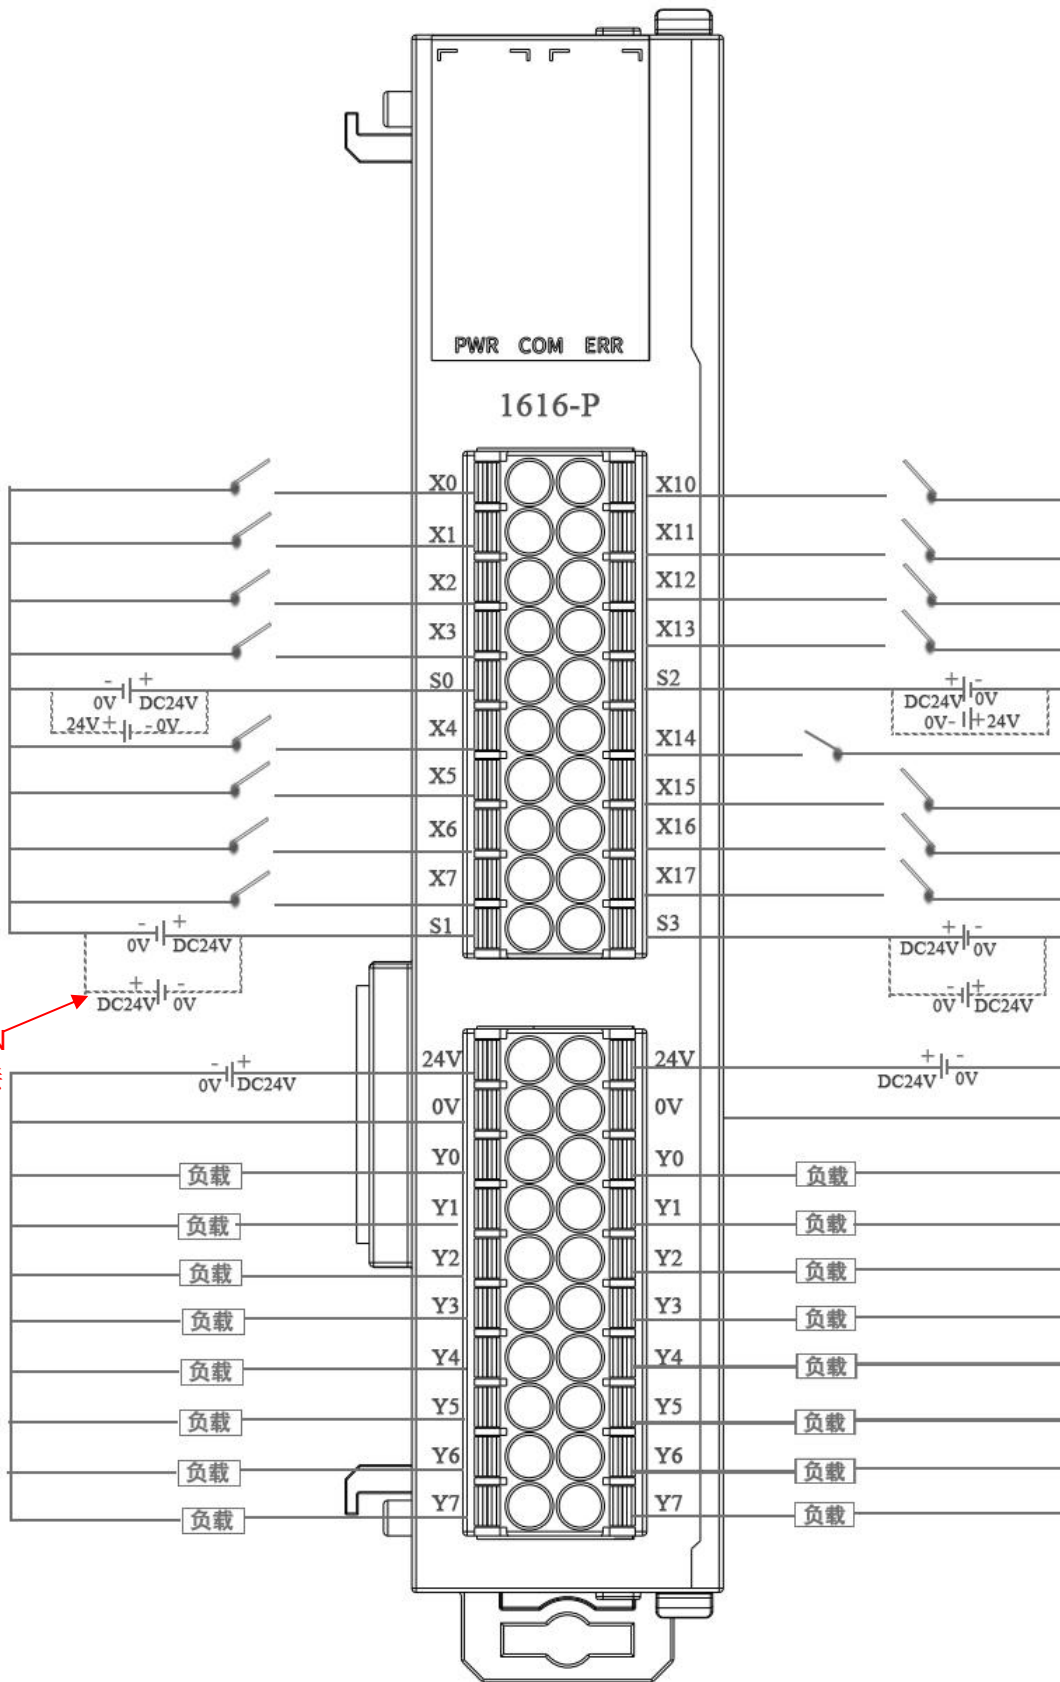 PWR COM ERR
1616-P
X0 X10
X1 X11
X2 X12
X3 X13
- + S0 S2 + -
0V DC24V DC24V 0V
24V + - 0V 0V - + 24V
X4 X14
X5 X15
X6 X16
X7 X17
- + S1 S3 + -
0V DC24V DC24V 0V
+ - - +
DC24V 0V 0V DC24V
N
- + 24V 24V + -
0V DC24V DC24V 0V
0V 0V
负载 Y0 Y0 负载
负载 Y1 Y1 负载
负载 Y2 Y2 负载
负载 Y3 Y3 负载
负载 Y4 Y4 负载
负载 Y5 Y5 负载
负载 Y6 Y6 负载
负载 Y7 Y7 负载